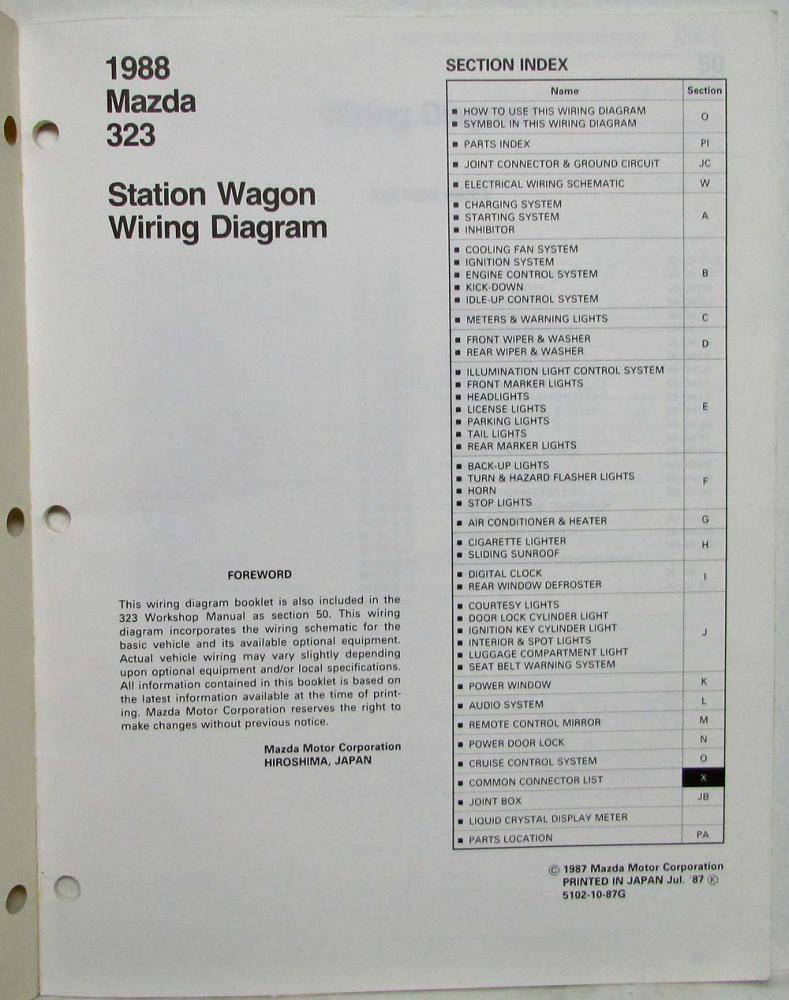 1988
Mazda
323
Station Wagon
Wiring Diagram
FOREWORD
This wiring diagram booklet is also included in the
323 Workshop Manual as section 50. This wiring
diagram incorporates the wiring schematic for the
basic vehicle and its available optional equipment.
Actual vehicle wiring may vary slightly depending
upon optional equipment and/or local specifications.
All information contained in this booklet is based on
the latest information available at the time of print-
ing. Mazda Motor Corporation reserves the right to
make changes without previous notice.
Mazda Motor Corporation
HIROSHIMA, JAPAN
SECTION INDEX
Name Section
■ HOW TO USE THIS WIRING DIAGRAM
■ SYMBOL IN THIS WIRING DIAGRAM O
■ PARTS INDEX PI
■ JOINT CONNECTOR & GROUND CIRCUIT JC
■ ELECTRICAL WIRING SCHEMATIC W
■ CHARGING SYSTEM
■ STARTING SYSTEM A
■ INHIBITOR
■ COOLING FAN SYSTEM
■ IGNITION SYSTEM
■ ENGINE CONTROL SYSTEM B
■ KICK-DOWN
■ IDLE-UP CONTROL SYSTEM
■ METERS & WARNING LIGHTS C
■ FRONT WIPER & WASHER D
■ REAR WIPER & WASHER
■ ILLUMINATION LIGHT CONTROL SYSTEM
■ FRONT MARKER LIGHTS
■ HEADLIGHTS
■ LICENSE LIGHTS E
■ PARKING LIGHTS
■ TAIL LIGHTS
■ REAR MARKER LIGHTS
■ BACK-UP LIGHTS
■ TURN & HAZARD FLASHER LIGHTS F
■ HORN
■ STOP LIGHTS
■ AIR CONDITIONER & HEATER G
■ CIGARETTE LIGHTER H
■ SLIDING SUNROOF
■ DIGITAL CLOCK I
■ REAR WINDOW DEFROSTER
■ COURTESY LIGHTS
■ DOOR LOCK CYLINDER LIGHT
■ IGNITION KEY CYLINDER LIGHT J
■ INTERIOR & SPOT LIGHTS
■ LUGGAGE COMPARTMENT LIGHT
■ SEAT BELT WARNING SYSTEM
■ POWER WINDOW K
■ AUDIO SYSTEM L
■ REMOTE CONTROL MIRROR M
■ POWER DOOR LOCK N
■ CRUISE CONTROL SYSTEM O
■ COMMON CONNECTOR LIST X
■ JOINT BOX JB
■ LIQUID CRYSTAL DISPLAY METER
■ PARTS LOCATION PA
© 1987 Mazda Motor Corporation
PRINTED IN JAPAN Jul. '87 Ⓚ
5102-10-87G